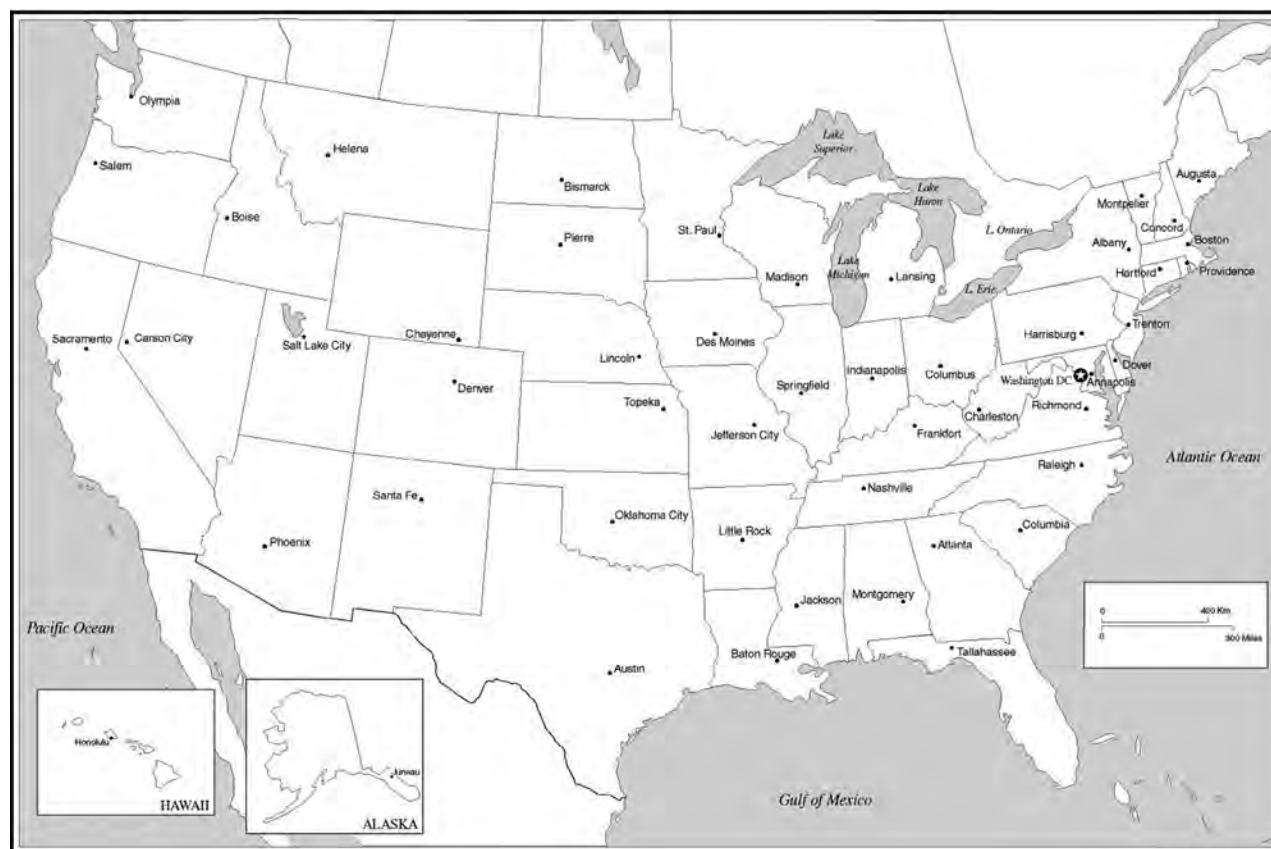 Olympia
Salem
Helena
Boise
Bismarck
Pierre
St. Paul
Lake
Superior
Lake
Huron
L. Ontario
Lake
Michigan
L. Erie
Augusta
Montpelier
Concord
Albany
Boston
Hartford
Providence
Madison
Lansing
Sacramento
Carson City
Salt Lake City
Cheyenne
Denver
Lincoln
Des Moines
Topeka
Jefferson City
Springfield
Indianapolis
Columbus
Harrisburg
Trenton
Dover
Washington DC
Annapolis
Charleston
Richmond
Frankfort
Raleigh
Atlantic Ocean
Nashville
Santa Fe
Phoenix
Oklahoma City
Little Rock
Atlanta
Columbia
Jackson
Montgomery
Pacific Ocean
0 400 Km
0 300 Miles
Baton Rouge
Tallahassee
Austin
Honolulu
HAWAII
Juneau
ALASKA
Gulf of Mexico